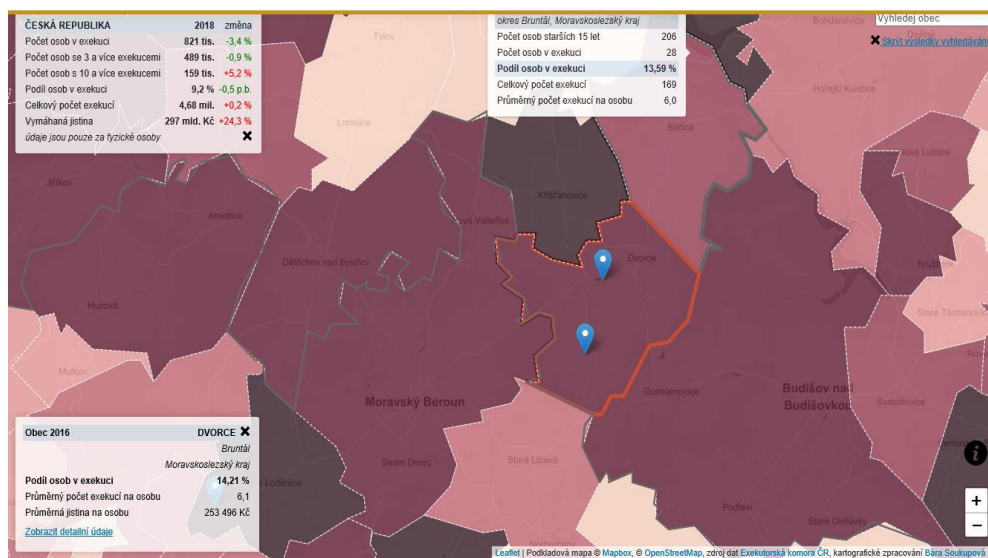 ČESKÁ REPUBLIKA 2018 změna
Počet osob v exekuci 821 tis. -3,4 %
Počet osob se 3 a více exekucemi 489 tis. -0,9 %
Počet osob s 10 a více exekucemi 159 tis. +5,2 %
Podíl osob v exekuci 9,2 % -0,5 p.b.
Celkový počet exekucí 4,68 mil. +0,2 %
Vymáhaná jistina 297 mld. Kč +24,3 %
údaje jsou pouze za fyzické osoby
okres Bruntál, Moravskoslezský kraj
Počet osob starších 15 let 206
Počet osob v exekuci 28
Podíl osob v exekuci 13,59 %
Celkový počet exekucí 169
Průměrný počet exekucí na osobu 6,0
Vyhledej obec
Skrýt výsledky vyhledávání
Bohdanovice
Tylov
Hořejší Kunčice
Lomnice
Bílčice
Nové Lublice
Jiříkov
Křišťanovice
Arnoltice
Nové Valteřice
Dětřichov nad Bystřicí
Dvorce
Huzová
Staré Těchanovice
Mutkov
Guntramovice
Moravský Beroun
Budišov nad
Budišovkou
Svatoňovice
Sedm Dvorů
Stará Libavá
Podlesí
Staré Oldřůvky
Norberčany
Obec 2016 DVORCE
Bruntál
Moravskoslezský kraj
Podíl osob v exekuci 14,21 %
Průměrný počet exekucí na osobu 6,1
Průměrná jistina na osobu 253 496 Kč
Zobrazit detailní údaje
+
−
Leaflet | Podkladová mapa © Mapbox, © OpenStreetMap, zdroj dat Exekutorská komora ČR, kartografické zpracování Bára Soukupová